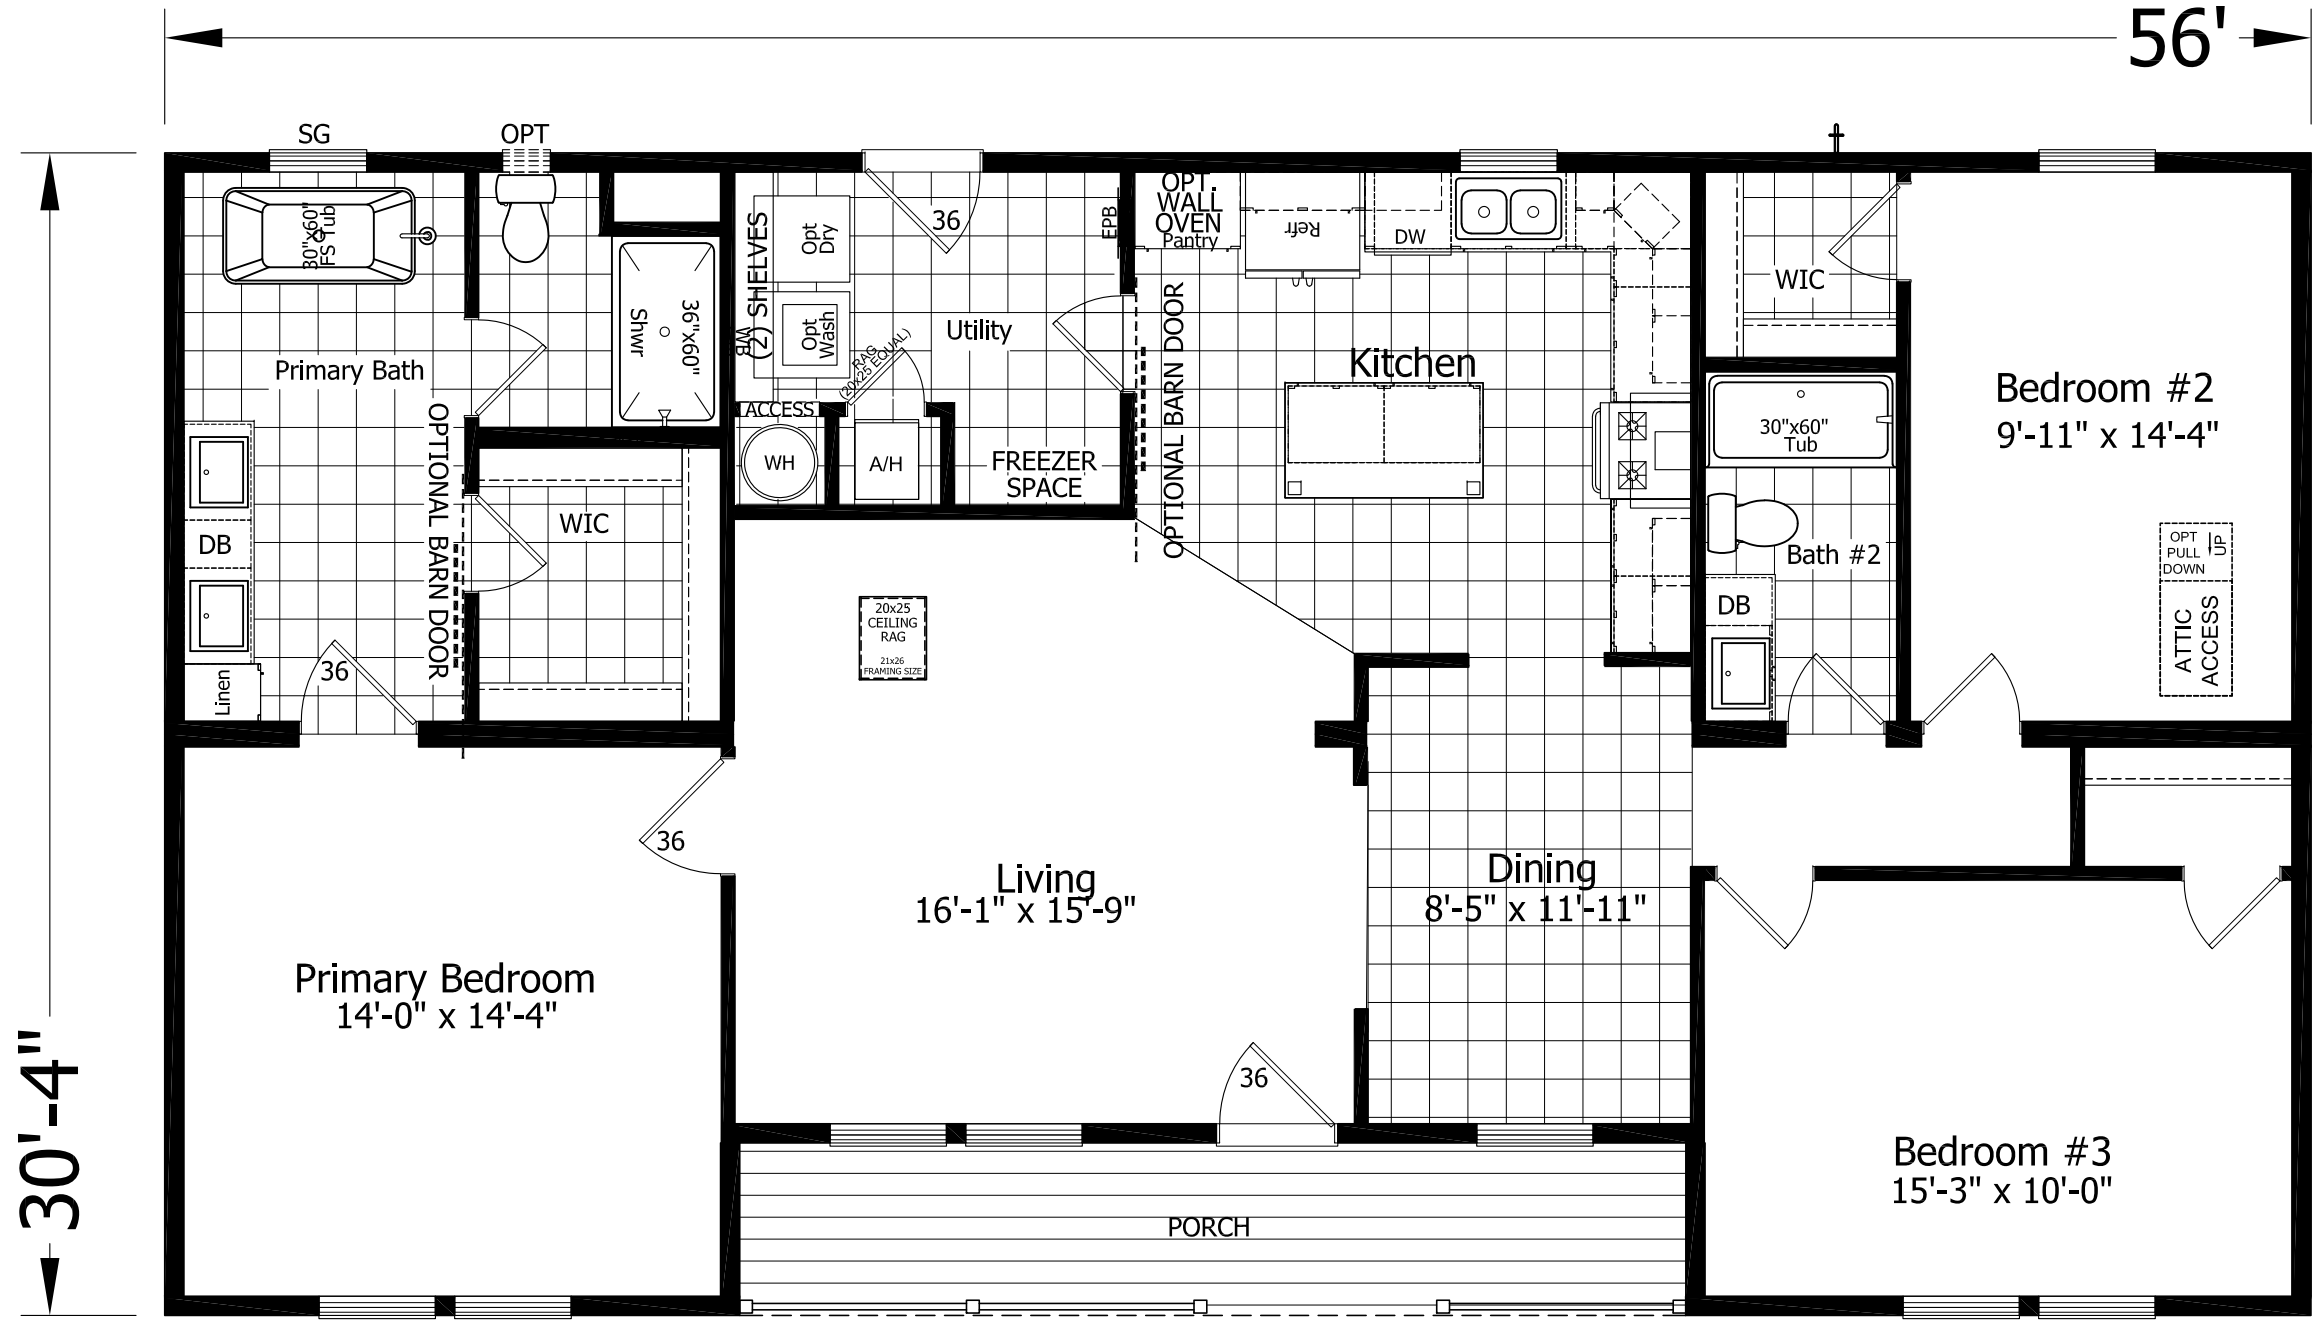 56'
30'-4"
SG
OPT
30"x60"
FS Tub
Primary Bath
OPTIONAL BARN DOOR
DB
Linen
36
Shwr
36"x60"
WIC
(2) SHELVES
WB
Opt
Dry
Opt
Wash
36
EPB
Utility
RAG
(20x25 EQUAL)
ACCESS
WH
A/H
FREEZER
SPACE
OPTIONAL BARN DOOR
OPT.
WALL
OVEN
Pantry
Refr
DW
Kitchen
WIC
30"x60"
Tub
Bath #2
DB
Bedroom #2
9'-11" x 14'-4"
OPT
PULL
DOWN
UP
ATTIC
ACCESS
20x25
CEILING
RAG
21x26
FRAMING SIZE
36
Living
16'-1" x 15'-9"
Dining
8'-5" x 11'-11"
Primary Bedroom
14'-0" x 14'-4"
36
Bedroom #3
15'-3" x 10'-0"
PORCH